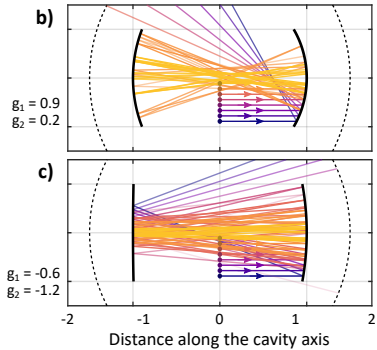 b)
g₁ = 0.9
g₂ = 0.2
c)
g₁ = -0.6
g₂ = -1.2
-2 -1 0 1 2
Distance along the cavity axis